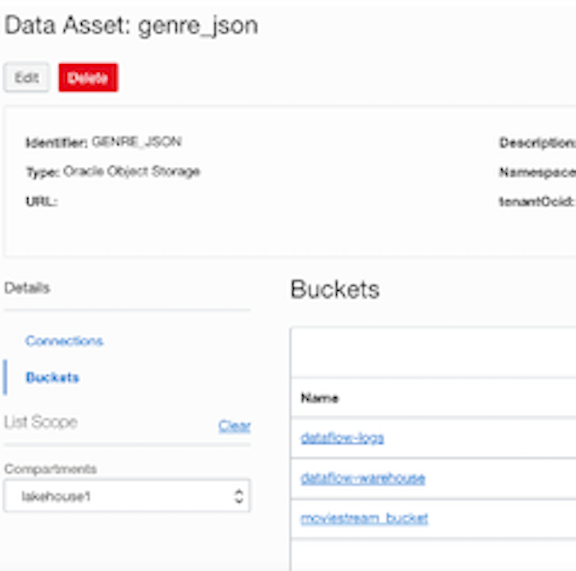 Data Asset: genre_json
Edit Delete
Identifier: GENRE_JSON
Type: Oracle Object Storage
URL:
Description:
Namespace
tenantOcid:
Details
Connections
Buckets
List Scope Clear
Compartments
lakehouse1
Buckets
Name
dataflow-logs
dataflow-warehouse
moviestream_bucket